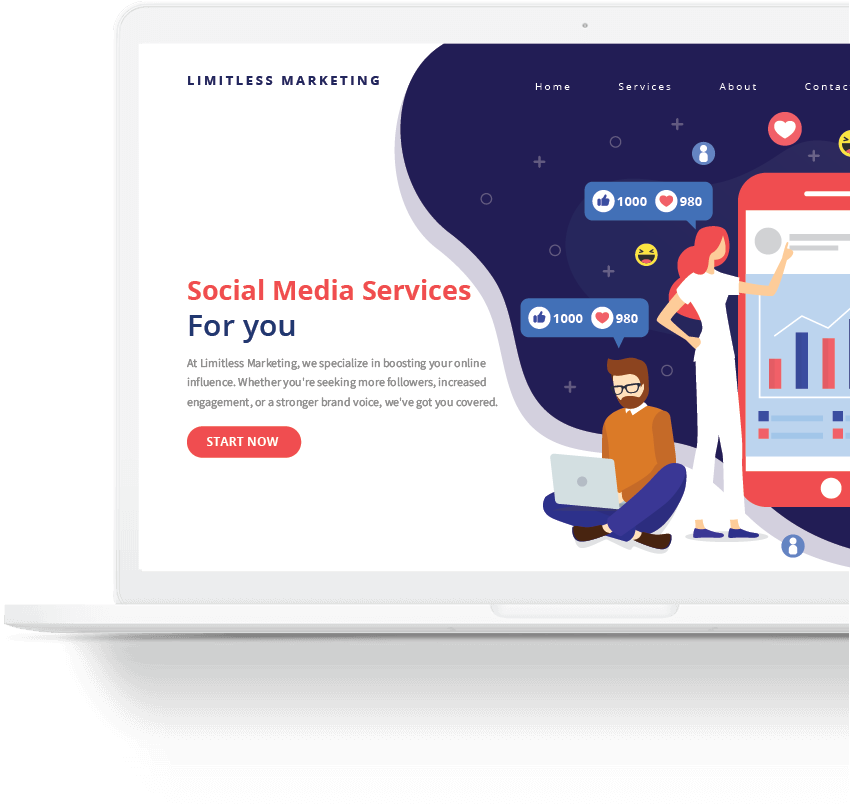 LIMITLESS MARKETING
Home Services About Contac
1000 980
1000 980
Social Media Services
For you
At Limitless Marketing, we specialize in boosting your online
influence. Whether you're seeking more followers, increased
engagement, or a stronger brand voice, we've got you covered.
START NOW